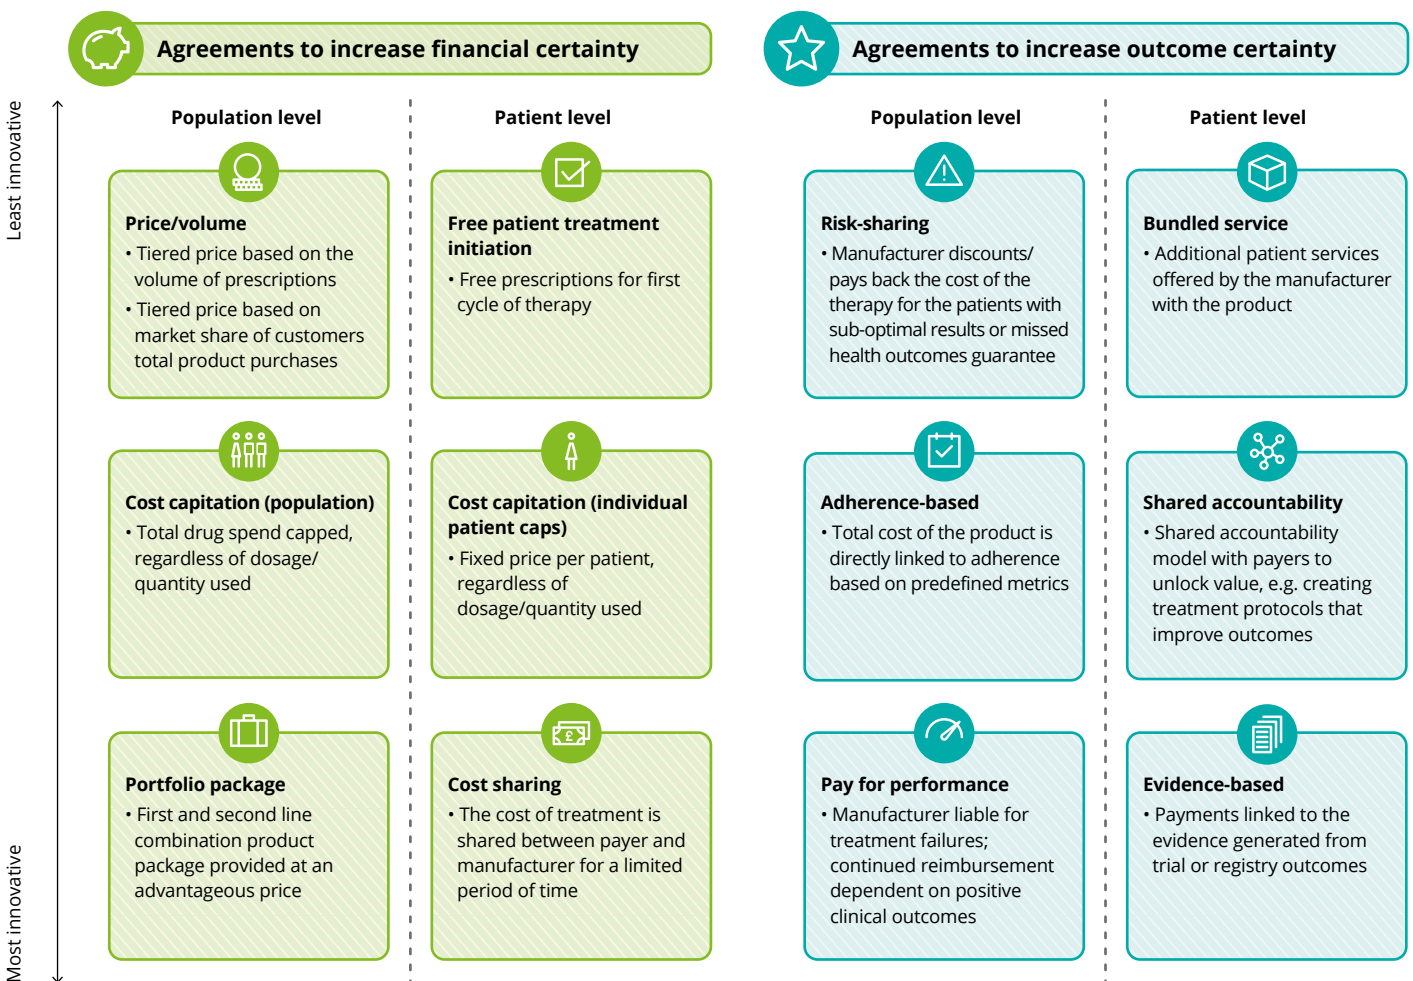 Agreements to increase financial certainty
Agreements to increase outcome certainty
Least innovative
Most innovative
Population level
Patient level
Price/volume
• Tiered price based on the
volume of prescriptions
• Tiered price based on
market share of customers
total product purchases
Free patient treatment
initiation
• Free prescriptions for first
cycle of therapy
Cost capitation (population)
• Total drug spend capped,
regardless of dosage/
quantity used
Cost capitation (individual
patient caps)
• Fixed price per patient,
regardless of
dosage/quantity used
Portfolio package
• First and second line
combination product
package provided at an
advantageous price
£
Cost sharing
• The cost of treatment is
shared between payer and
manufacturer for a limited
period of time
Population level
Patient level
Risk-sharing
• Manufacturer discounts/
pays back the cost of the
therapy for the patients with
sub-optimal results or missed
health outcomes guarantee
Bundled service
• Additional patient services
offered by the manufacturer
with the product
Adherence-based
• Total cost of the product is
directly linked to adherence
based on predefined metrics
Shared accountability
• Shared accountability
model with payers to
unlock value, e.g. creating
treatment protocols that
improve outcomes
Pay for performance
• Manufacturer liable for
treatment failures;
continued reimbursement
dependent on positive
clinical outcomes
Evidence-based
• Payments linked to the
evidence generated from
trial or registry outcomes